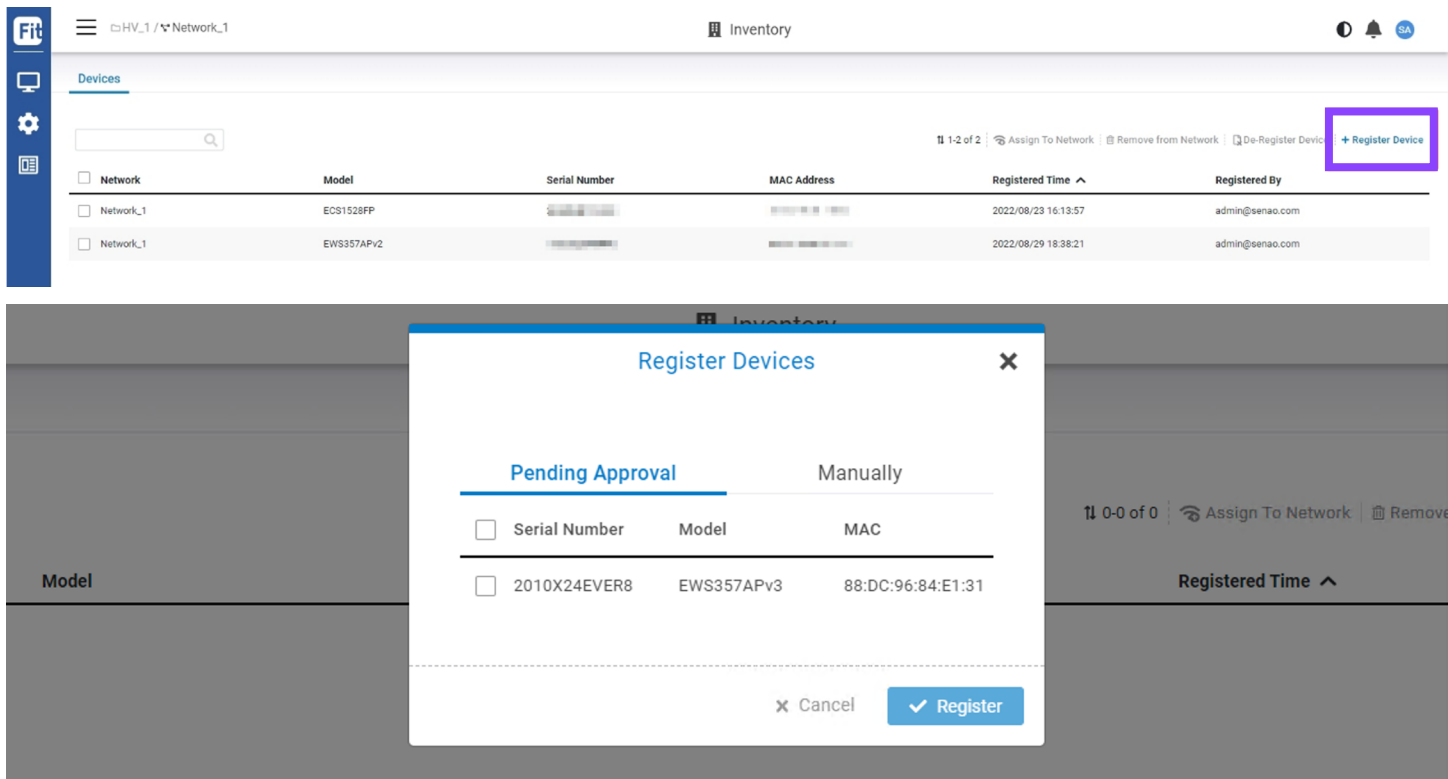 Fit
HV_1 / Network_1
Inventory
SA
Devices
1-2 of 2 Assign To Network Remove from Network De-Register Device + Register Device
Network Model Serial Number MAC Address Registered Time Registered By
Network_1 ECS1528FP 2022/08/23 16:13:57 admin@senao.com
Network_1 EWS357APv2 2022/08/29 18:38:21 admin@senao.com
Inventory
Register Devices
Pending Approval Manually
0-0 of 0 Assign To Network Remove
Serial Number Model MAC
Model Registered Time
2010X24EVER8 EWS357APv3 88:DC:96:84:E1:31
Cancel Register